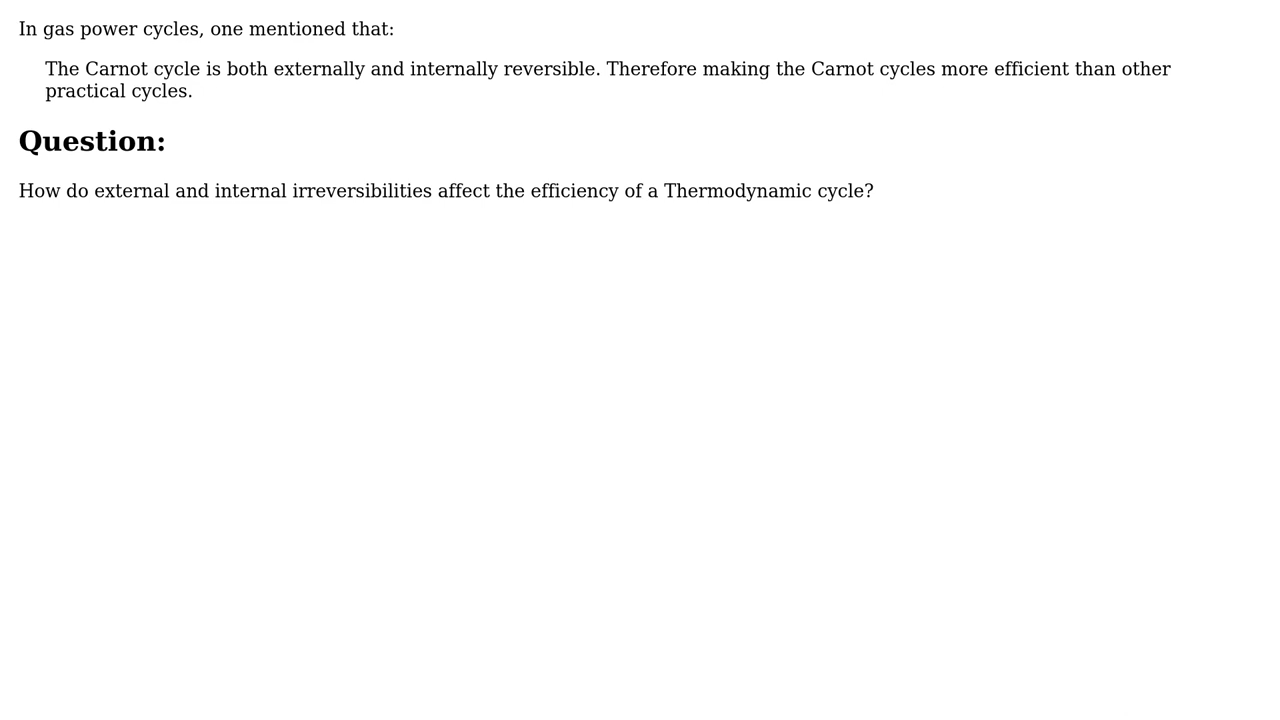 In gas power cycles, one mentioned that:
The Carnot cycle is both externally and internally reversible. Therefore making the Carnot cycles more efficient than other
practical cycles.
Question:
How do external and internal irreversibilities affect the efficiency of a Thermodynamic cycle?